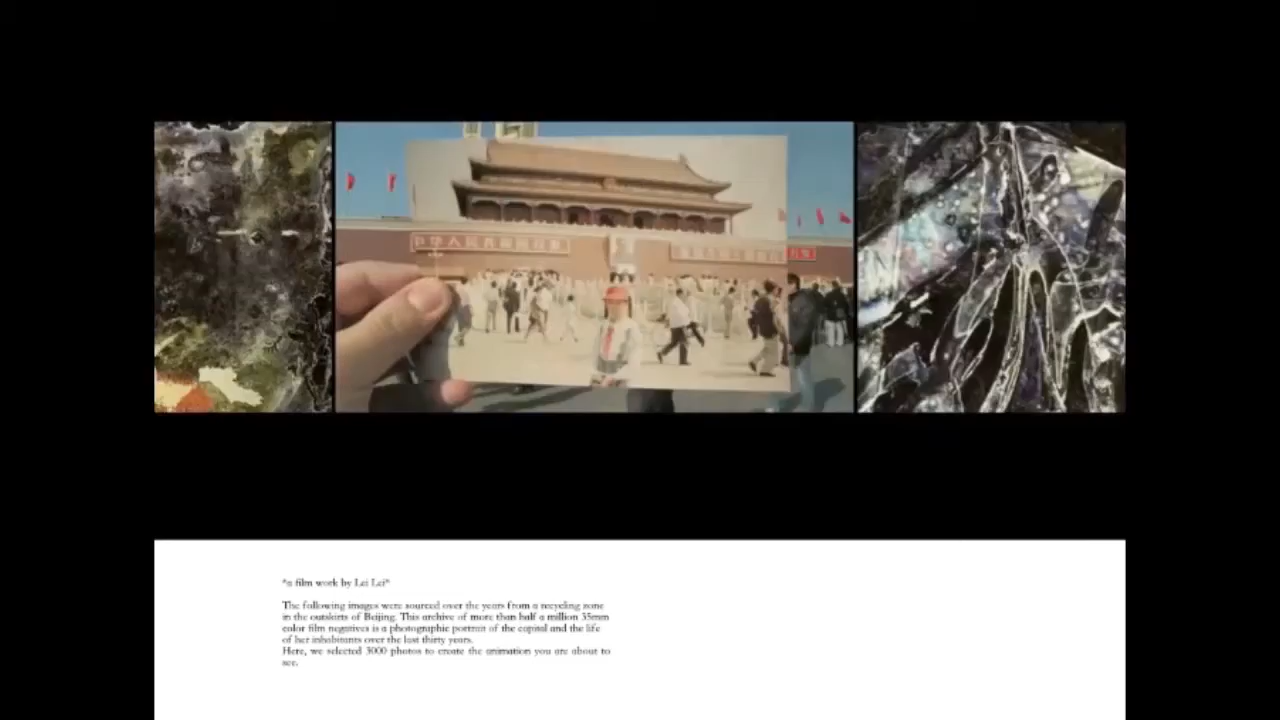 *a film work by Lei Lei*
The following images were sourced over the years from a recycling zone
in the outskirts of Beijing. This archive of more than half a million 35mm
color film negatives is a photographic portrait of the capital and the life
of her inhabitants over the last thirty years.
Here, we selected 3000 photos to create the animation you are about to
see.